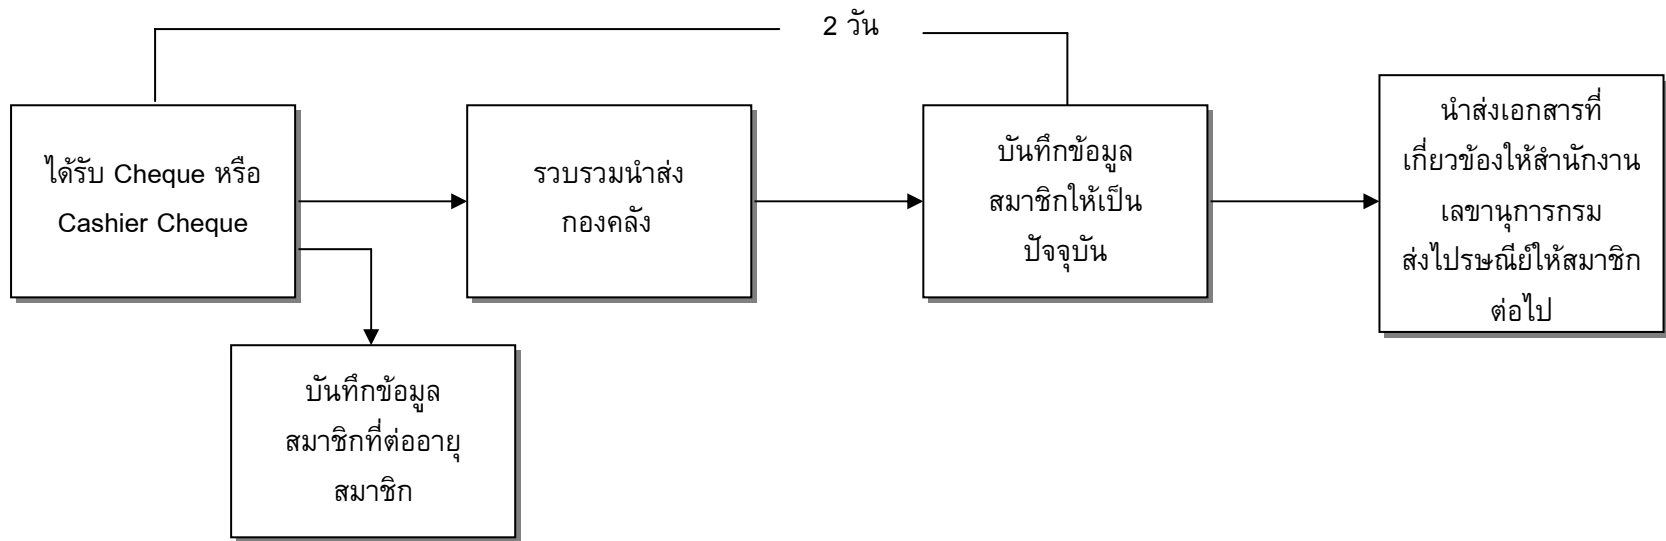 2 วัน
ได้รับ Cheque หรือ
Cashier Cheque
รวบรวมนำส่ง
กองคลัง
บันทึกข้อมูล
สมาชิกให้เป็น
ปัจจุบัน
นำส่งเอกสารที่
เกี่ยวข้องให้สำนักงาน
เลขานุการกรม
ส่งไปรษณีย์ให้สมาชิก
ต่อไป
บันทึกข้อมูล
สมาชิกที่ต่ออายุ
สมาชิก